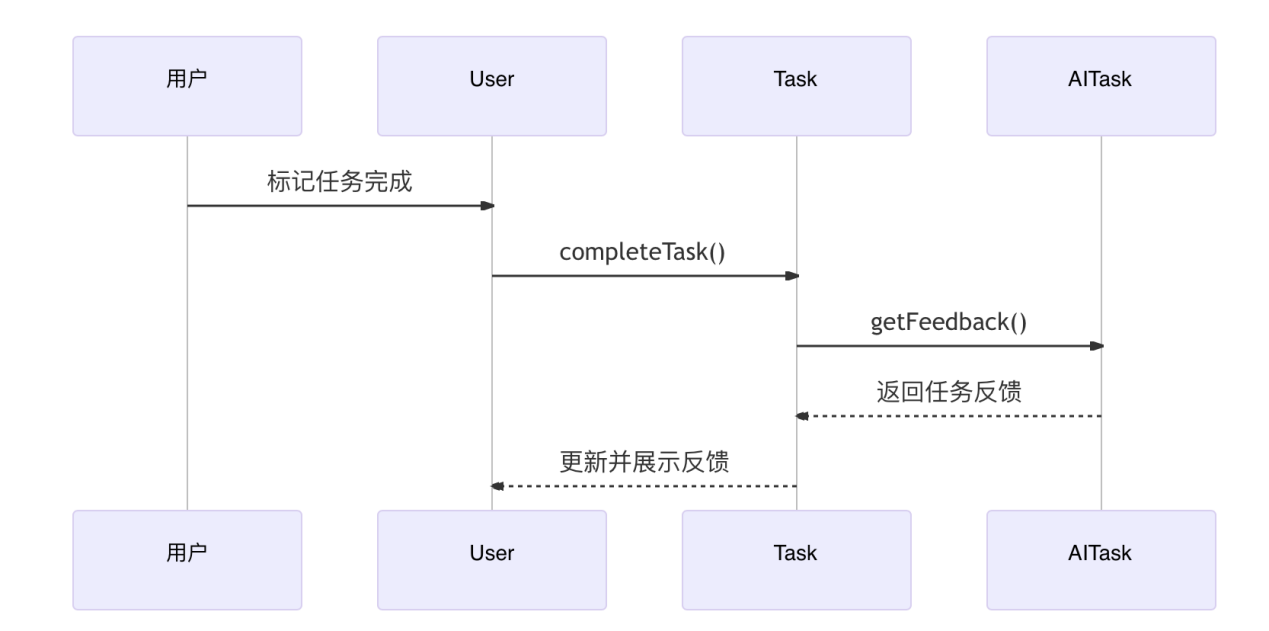 用户
User
Task
AITask
标记任务完成
completeTask()
getFeedback()
返回任务反馈
更新并展示反馈
用户
User
Task
AITask